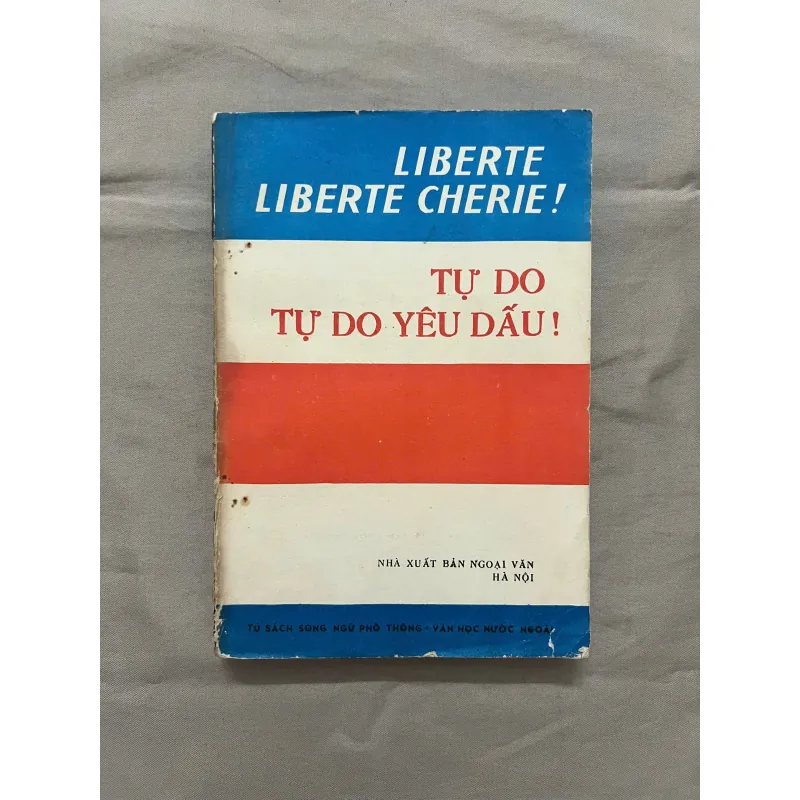 LIBERTE
LIBERTE CHERIE!
TỰ DO
TỰ DO YÊU DẤU!
NHÀ XUẤT BẢN NGOẠI VĂN
HÀ NỘI
TỦ SÁCH SONG NGỮ PHỔ THÔNG - VĂN HỌC NƯỚC NGOÀI